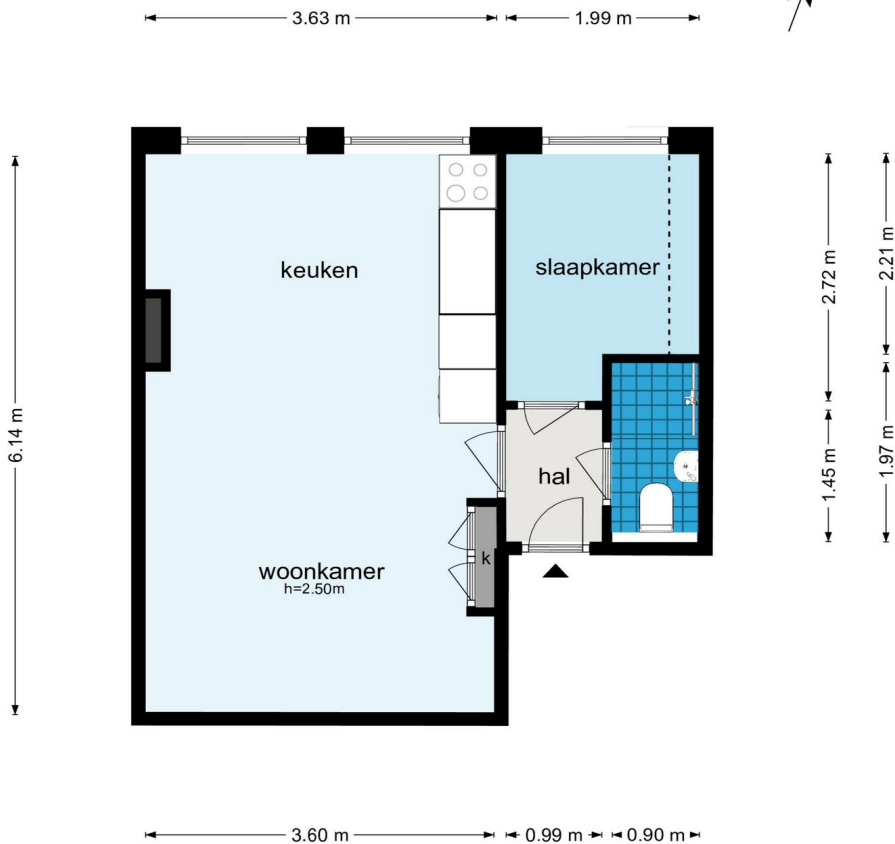 3.63 m
1.99 m
keuken
slaapkamer
2.72 m
2.21 m
6.14 m
hal
1.45 m
1.97 m
k
woonkamer
h=2.50m
3.60 m
0.99 m
0.90 m